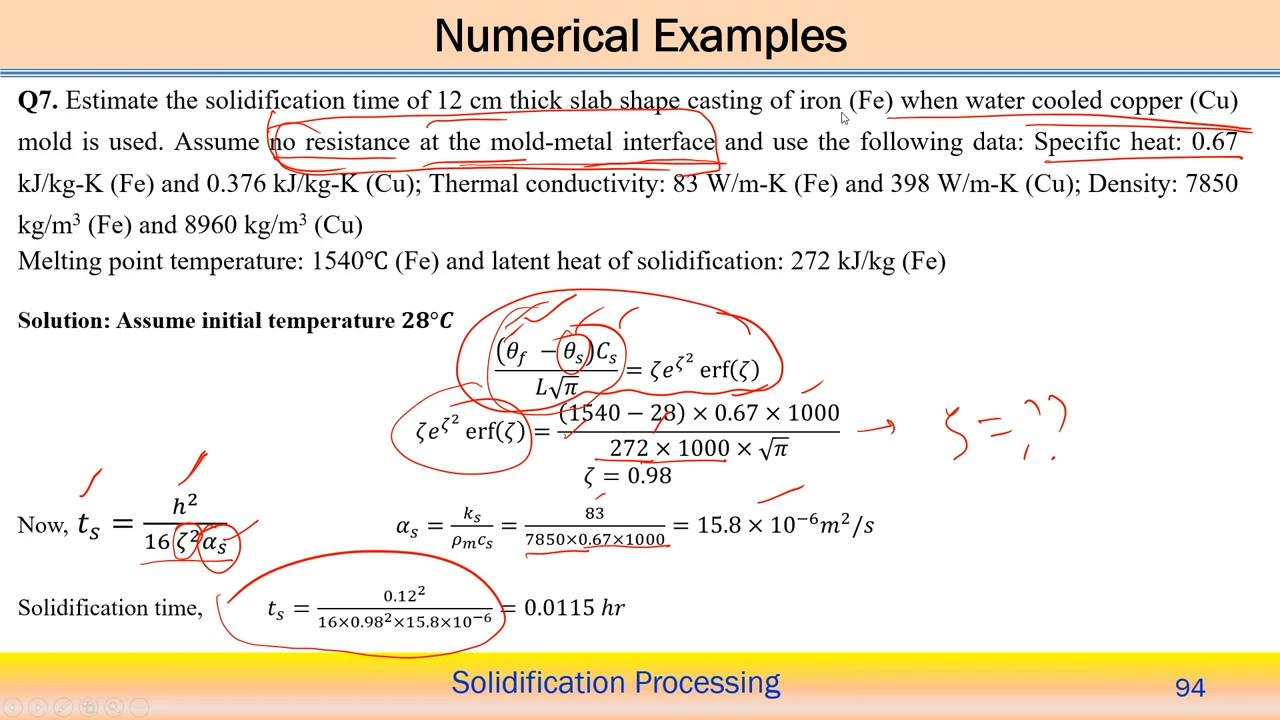 Numerical Examples
Q7. Estimate the solidification time of 12 cm thick slab shape casting of iron (Fe) when water cooled copper (Cu)
mold is used. Assume no resistance at the mold-metal interface and use the following data: Specific heat: 0.67
kJ/kg-K (Fe) and 0.376 kJ/kg-K (Cu); Thermal conductivity: 83 W/m-K (Fe) and 398 W/m-K (Cu); Density: 7850
kg/m³ (Fe) and 8960 kg/m³ (Cu)
Melting point temperature: 1540℃ (Fe) and latent heat of solidification: 272 kJ/kg (Fe)
Solution: Assume initial temperature 28°C
(θf − θs)Cs / L√π = ζe^ζ² erf(ζ)
ζe^ζ² erf(ζ) = (1540 − 28) × 0.67 × 1000 / 272 × 1000 × √π → ζ = ??
ζ = 0.98
Now, ts = h² / 16 ζ² αs αs = ks / ρm cs = 83 / 7850×0.67×1000 = 15.8 × 10⁻⁶ m²/s
Solidification time, ts = 0.12² / 16×0.98²×15.8×10⁻⁶ = 0.0115 hr
Solidification Processing
94